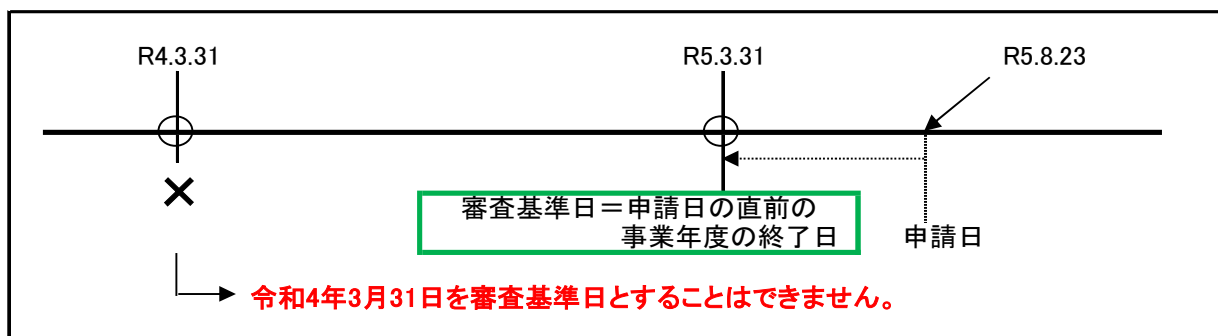 R4.3.31
R5.3.31
R5.8.23
×
審査基準日＝申請日の直前の
事業年度の終了日
申請日
令和4年3月31日を審査基準日とすることはできません。